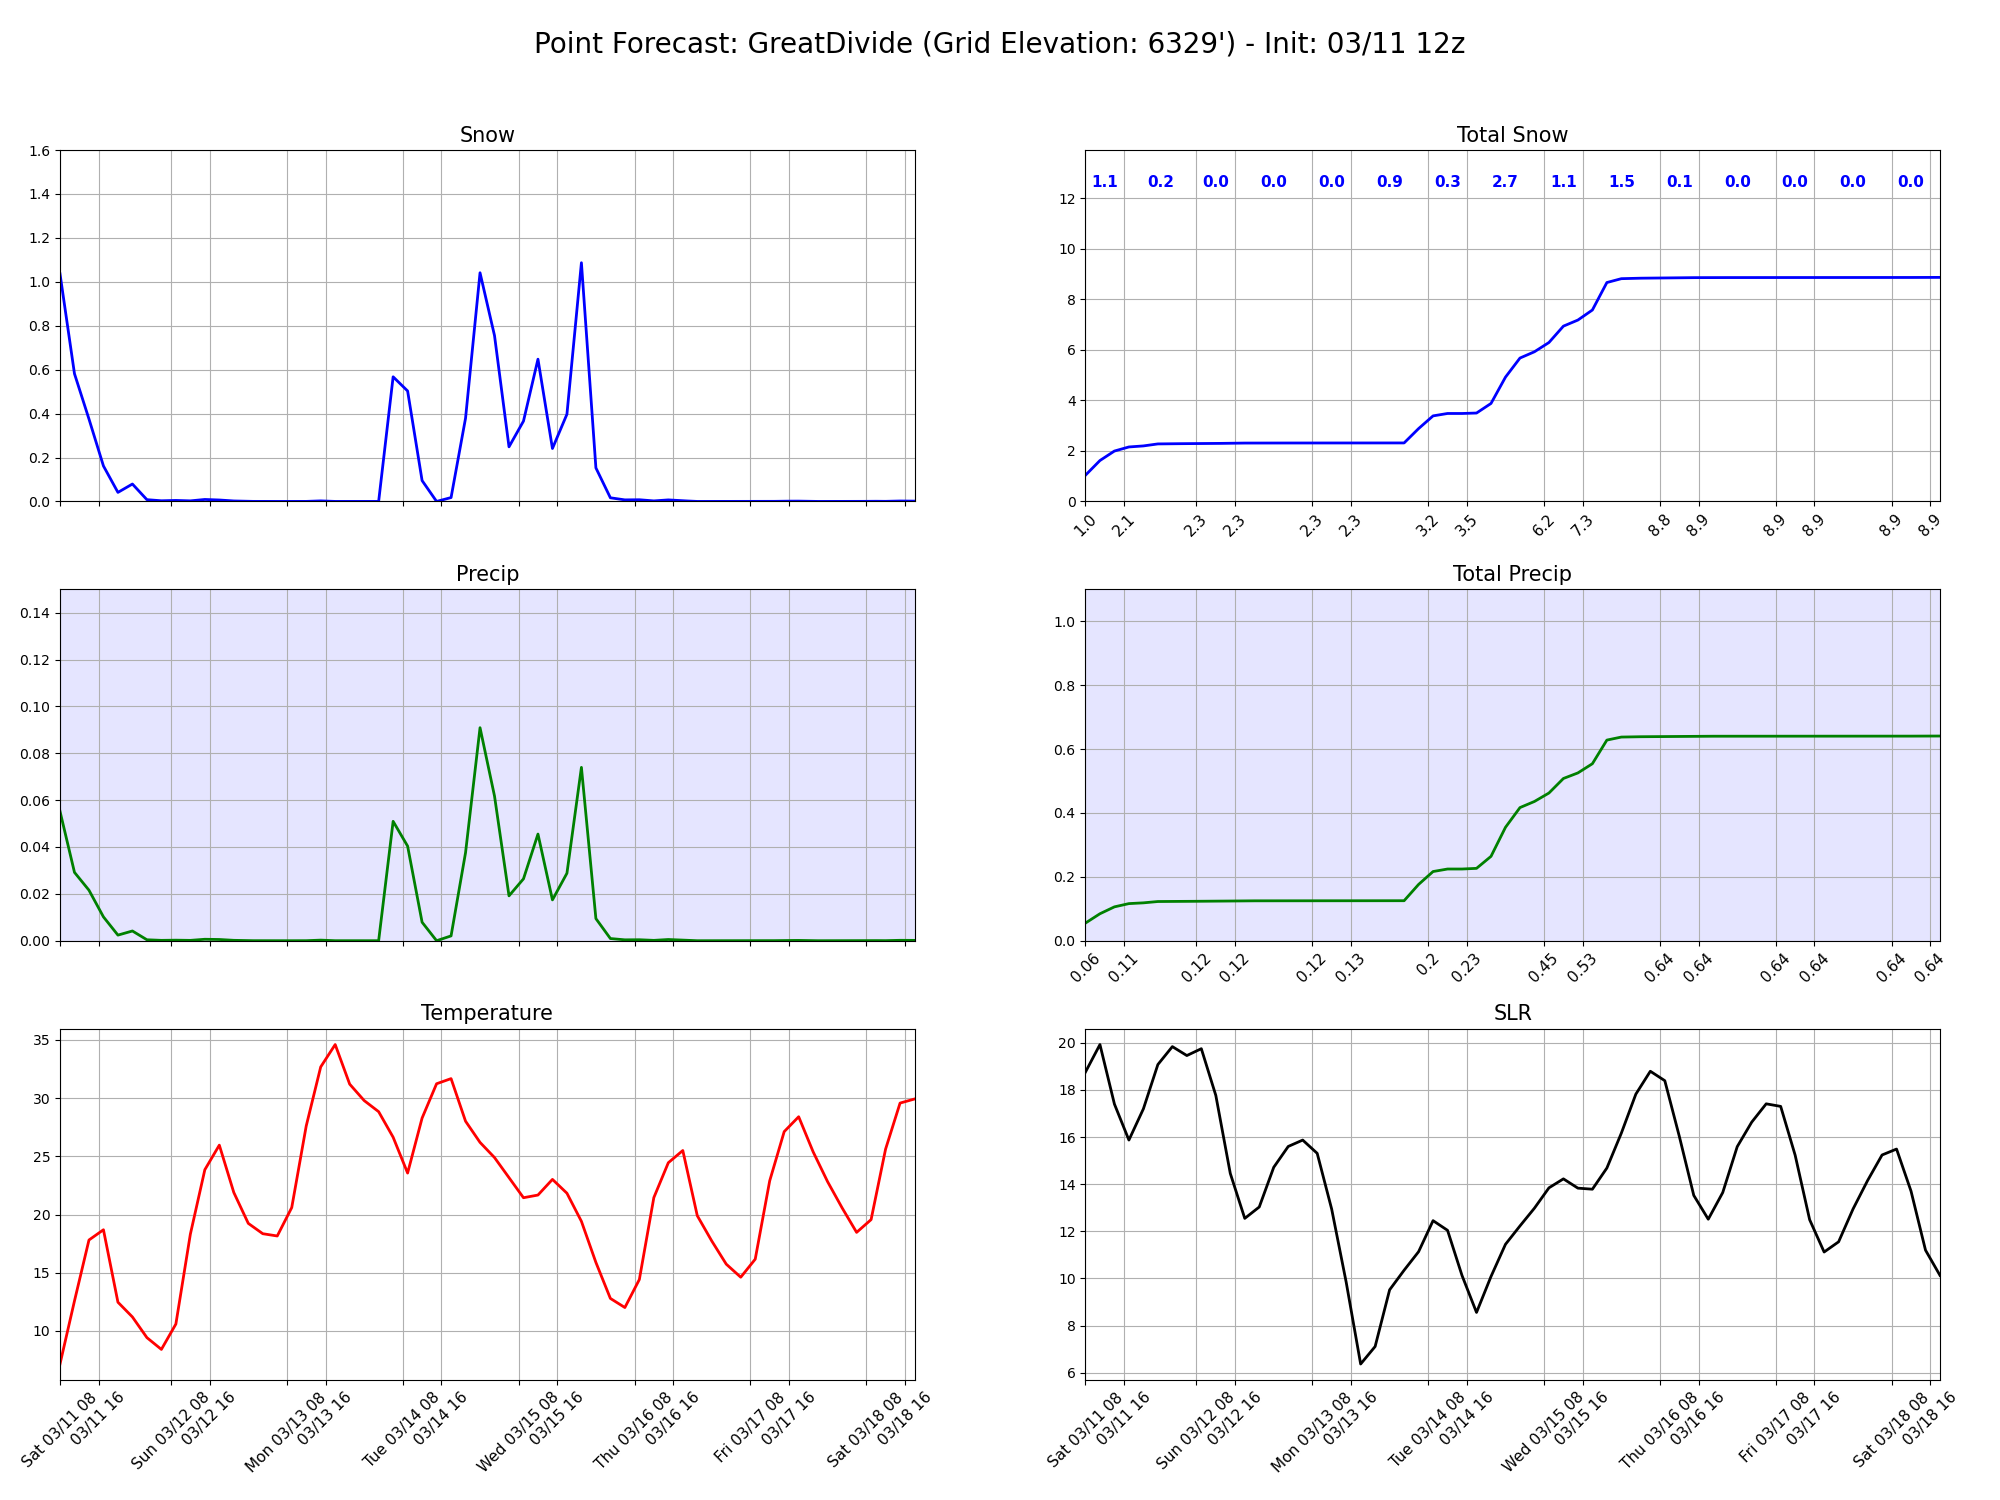 Point Forecast: GreatDivide (Grid Elevation: 6329') - Init: 03/11 12z
Snow
1.6
1.4
1.2
1.0
0.8
0.6
0.4
0.2
0.0
Total Snow
1.1 0.2 0.0 0.0 0.0 0.9 0.3 2.7 1.1 1.5 0.1 0.0 0.0 0.0 0.0
12
10
8
6
4
2
0
1.0 2.1 2.3 2.3 2.3 2.3 3.2 3.5 6.2 7.3 8.8 8.9 8.9 8.9 8.9 8.9
Precip
0.14
0.12
0.10
0.08
0.06
0.04
0.02
0.00
Total Precip
1.0
0.8
0.6
0.4
0.2
0.0
0.06 0.11 0.12 0.12 0.12 0.13 0.2 0.23 0.45 0.53 0.64 0.64 0.64 0.64 0.64 0.64
Temperature
35
30
25
20
15
10
Sat 03/11 08
03/11 16
Sun 03/12 08
03/12 16
Mon 03/13 08
03/13 16
Tue 03/14 08
03/14 16
Wed 03/15 08
03/15 16
Thu 03/16 08
03/16 16
Fri 03/17 08
03/17 16
Sat 03/18 08
03/18 16
SLR
20
18
16
14
12
10
8
6
Sat 03/11 08
03/11 16
Sun 03/12 08
03/12 16
Mon 03/13 08
03/13 16
Tue 03/14 08
03/14 16
Wed 03/15 08
03/15 16
Thu 03/16 08
03/16 16
Fri 03/17 08
03/17 16
Sat 03/18 08
03/18 16